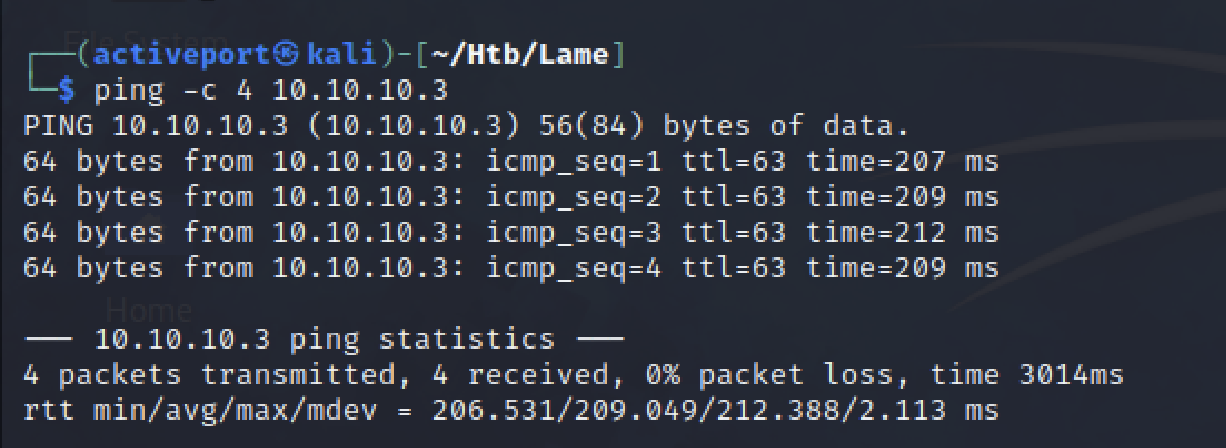 File System
┌──(activeport㉿kali)-[~/Htb/Lame]
└─$ ping -c 4 10.10.10.3
PING 10.10.10.3 (10.10.10.3) 56(84) bytes of data.
64 bytes from 10.10.10.3: icmp_seq=1 ttl=63 time=207 ms
64 bytes from 10.10.10.3: icmp_seq=2 ttl=63 time=209 ms
64 bytes from 10.10.10.3: icmp_seq=3 ttl=63 time=212 ms
64 bytes from 10.10.10.3: icmp_seq=4 ttl=63 time=209 ms
Home
─── 10.10.10.3 ping statistics ───
4 packets transmitted, 4 received, 0% packet loss, time 3014ms
rtt min/avg/max/mdev = 206.531/209.049/212.388/2.113 ms